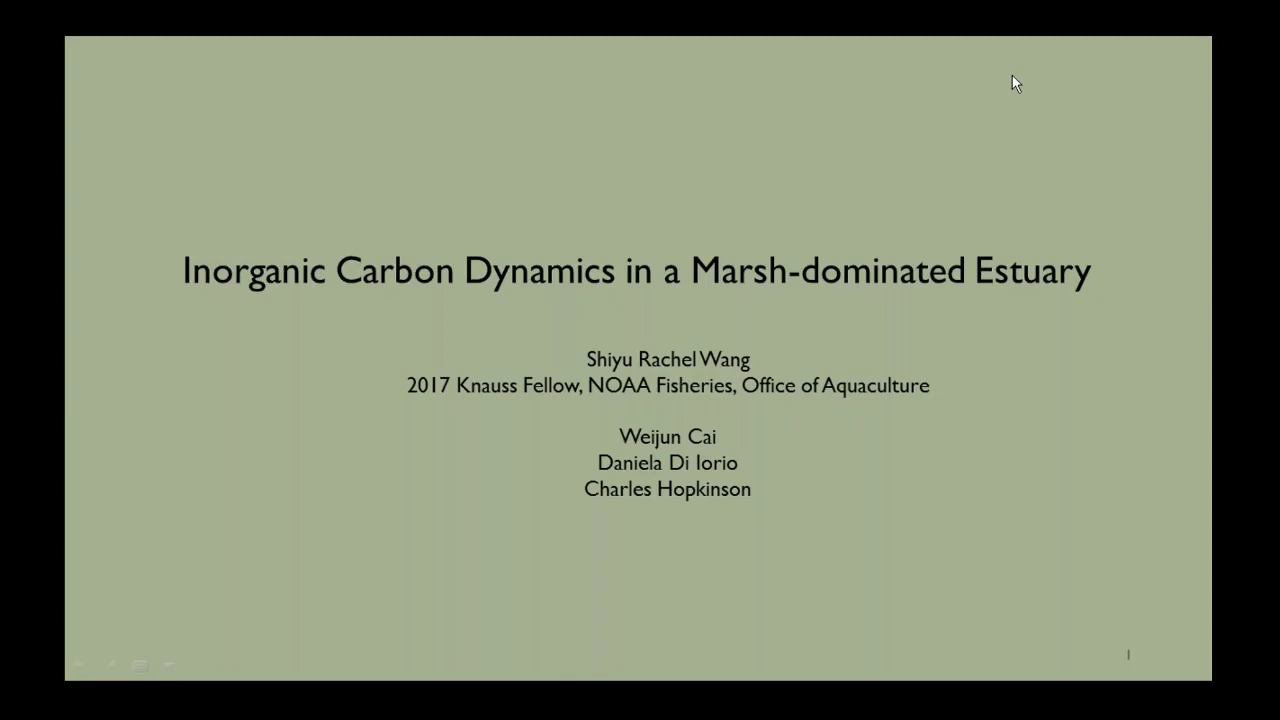 Inorganic Carbon Dynamics in a Marsh-dominated Estuary
Shiyu Rachel Wang
2017 Knauss Fellow, NOAA Fisheries, Office of Aquaculture
Weijun Cai
Daniela Di Iorio
Charles Hopkinson
1